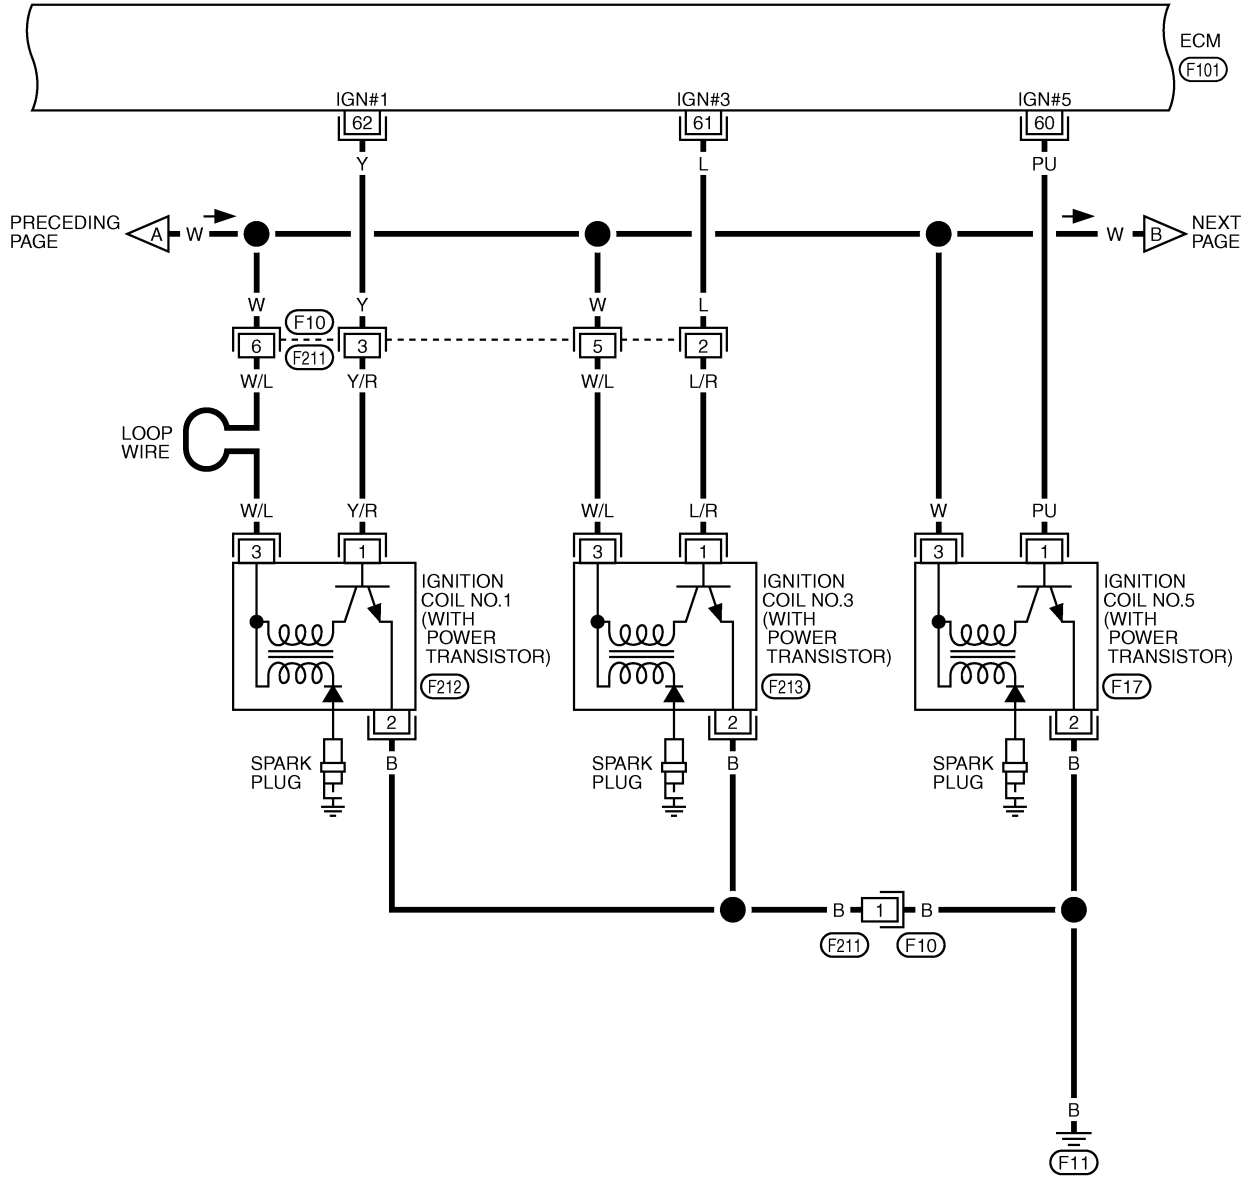 ECM
F101
IGN#1
IGN#3
IGN#5
62
61
60
Y
L
PU
PRECEDING
PAGE
A
W
W
B
NEXT
PAGE
W
Y
W
L
F10
6
3
5
2
F211
W/L
Y/R
W/L
L/R
LOOP
WIRE
W/L
Y/R
W/L
L/R
W
PU
3
1
3
1
3
1
IGNITION
COIL NO.1
(WITH
POWER
TRANSISTOR)
F212
IGNITION
COIL NO.3
(WITH
POWER
TRANSISTOR)
F213
IGNITION
COIL NO.5
(WITH
POWER
TRANSISTOR)
F17
2
2
2
SPARK
PLUG
B
SPARK
PLUG
B
SPARK
PLUG
B
B
1
B
F211
F10
B
F11